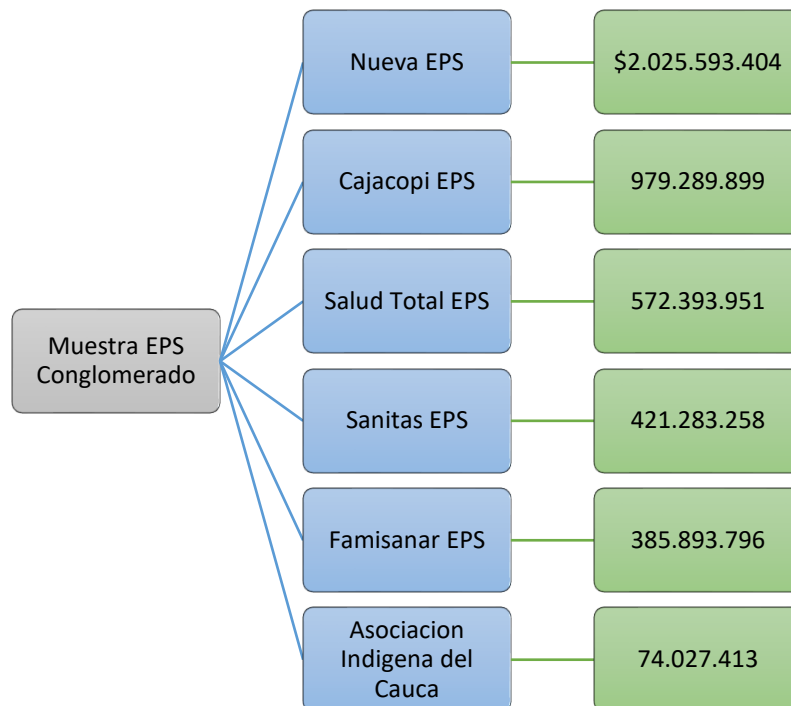 Nueva EPS
$2.025.593.404
Cajacopi EPS
979.289.899
Salud Total EPS
572.393.951
Muestra EPS
Conglomerado
Sanitas EPS
421.283.258
Famisanar EPS
385.893.796
Asociacion
Indigena del
Cauca
74.027.413